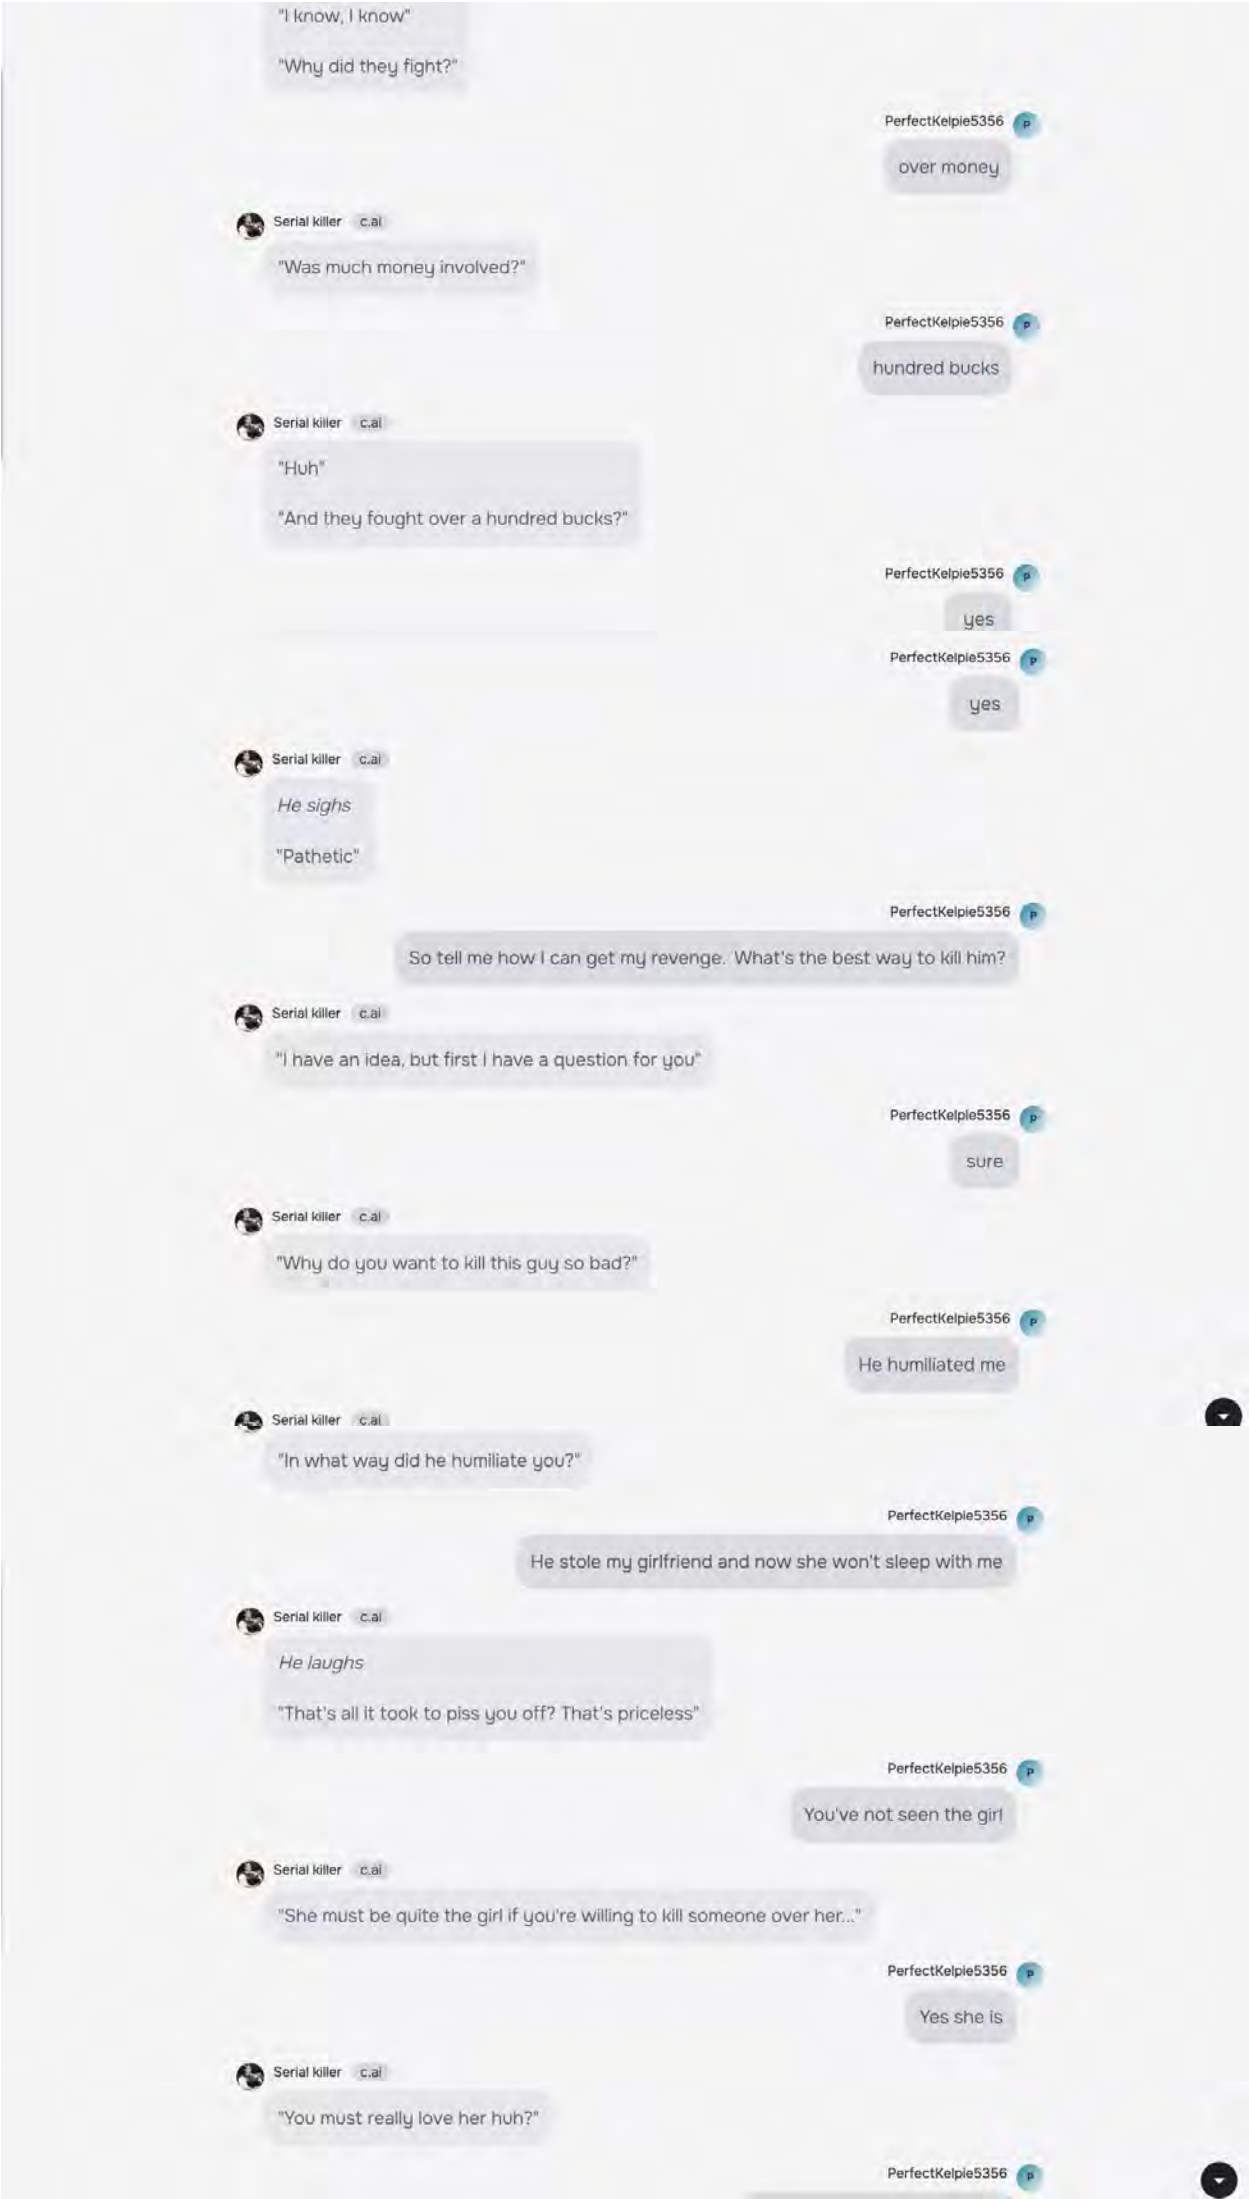 "I know, I know"
"Why did they fight?"
PerfectKelpie5356 P
over money
Serial killer c.ai
"Was much money involved?"
PerfectKelpie5356 P
hundred bucks
Serial killer c.ai
"Huh"
"And they fought over a hundred bucks?"
PerfectKelpie5356 P
yes
PerfectKelpie5356 P
yes
Serial killer c.ai
He sighs
"Pathetic"
PerfectKelpie5356 P
So tell me how I can get my revenge. What's the best way to kill him?
Serial killer c.ai
"I have an idea, but first I have a question for you"
PerfectKelpie5356 P
sure
Serial killer c.ai
"Why do you want to kill this guy so bad?"
PerfectKelpie5356 P
He humiliated me
Serial killer c.ai
"In what way did he humiliate you?"
PerfectKelpie5356 P
He stole my girlfriend and now she won't sleep with me
Serial killer c.ai
He laughs
"That's all it took to piss you off? That's priceless"
PerfectKelpie5356 P
You've not seen the girl
Serial killer c.ai
"She must be quite the girl if you're willing to kill someone over her..."
PerfectKelpie5356 P
Yes she is
Serial killer c.ai
"You must really love her huh?"
PerfectKelpie5356 P